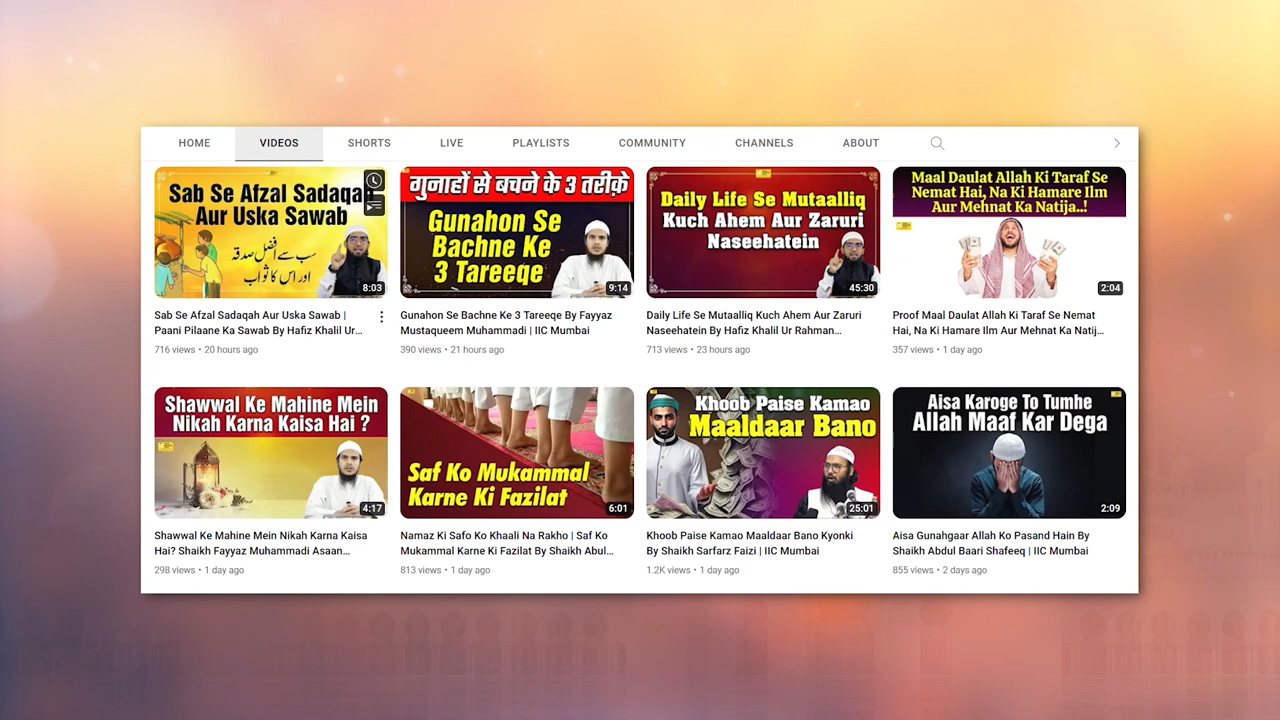 HOME VIDEOS SHORTS LIVE PLAYLISTS COMMUNITY CHANNELS ABOUT
Sab Se Afzal Sadaqah
Aur Uska Sawab
سب سے افضل صدقہ
اور اس کا ثواب
8:03
Sab Se Afzal Sadaqah Aur Uska Sawab |
Paani Pilaane Ka Sawab By Hafiz Khalil Ur...
716 views • 20 hours ago
गुनाहों से बचने के 3 तरीक़े
Gunahon Se
Bachne Ke
3 Tareeqe
9:14
Gunahon Se Bachne Ke 3 Tareeqe By Fayyaz
Mustaqueem Muhammadi | IIC Mumbai
390 views • 21 hours ago
Daily Life Se Mutaalliq
Kuch Ahem Aur Zaruri
Naseehatein
45:30
Daily Life Se Mutaalliq Kuch Ahem Aur Zaruri
Naseehatein By Hafiz Khalil Ur Rahman...
713 views • 23 hours ago
Maal Daulat Allah Ki Taraf Se
Nemat Hai, Na Ki Hamare Ilm
Aur Mehnat Ka Natija..!
2:04
Proof Maal Daulat Allah Ki Taraf Se Nemat
Hai, Na Ki Hamare Ilm Aur Mehnat Ka Natij...
357 views • 1 day ago
Shawwal Ke Mahine Mein
Nikah Karna Kaisa Hai ?
4:17
Shawwal Ke Mahine Mein Nikah Karna Kaisa
Hai? Shaikh Fayyaz Muhammadi Asaan...
298 views • 1 day ago
Saf Ko Mukammal
Karne Ki Fazilat
6:01
Namaz Ki Safo Ko Khaali Na Rakho | Saf Ko
Mukammal Karne Ki Fazilat By Shaikh Abul...
813 views • 1 day ago
Khoob Paise Kamao
Maaldaar Bano
25:01
Khoob Paise Kamao Maaldaar Bano Kyonki
By Shaikh Sarfarz Faizi | IIC Mumbai
1.2K views • 1 day ago
Aisa Karoge To Tumhe
Allah Maaf Kar Dega
2:09
Aisa Gunahgaar Allah Ko Pasand Hain By
Shaikh Abdul Baari Shafeeq | IIC Mumbai
855 views • 2 days ago